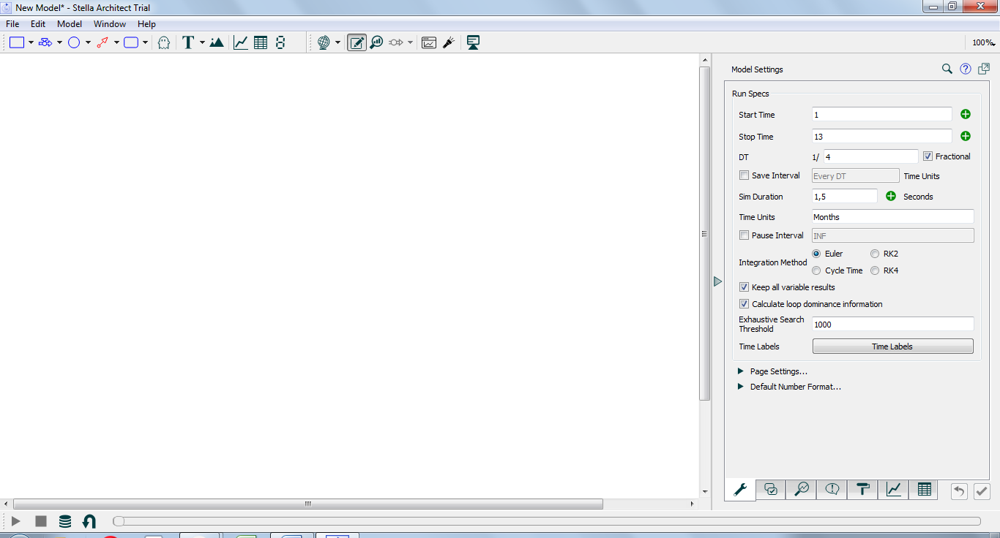 New Model* - Stella Architect Trial
File Edit Model Window Help
T 100%
Model Settings
Run Specs
Start Time 1
Stop Time 13
DT 1/ 4 Fractional
Save Interval Every DT Time Units
Sim Duration 1,5 Seconds
Time Units Months
Pause Interval INF
Euler RK2
Integration Method
Cycle Time RK4
Keep all variable results
Calculate loop dominance information
Exhaustive Search
Threshold 1000
Time Labels Time Labels
Page Settings...
Default Number Format...